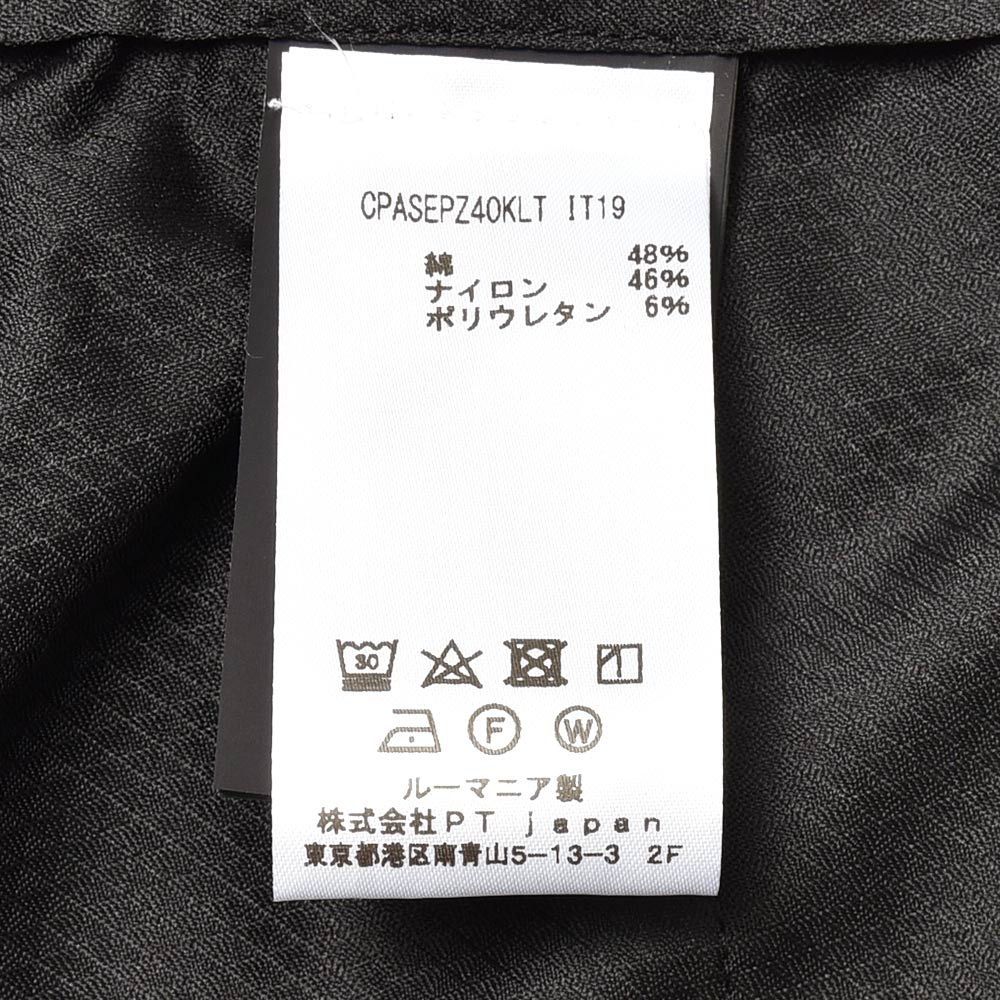 CPASEPZ40KLT IT19
綿 48%
ナイロン 46%
ポリウレタン 6%
30
F W
ルーマニア製
株式会社PT japan
東京都港区南青山5-13-3 2F